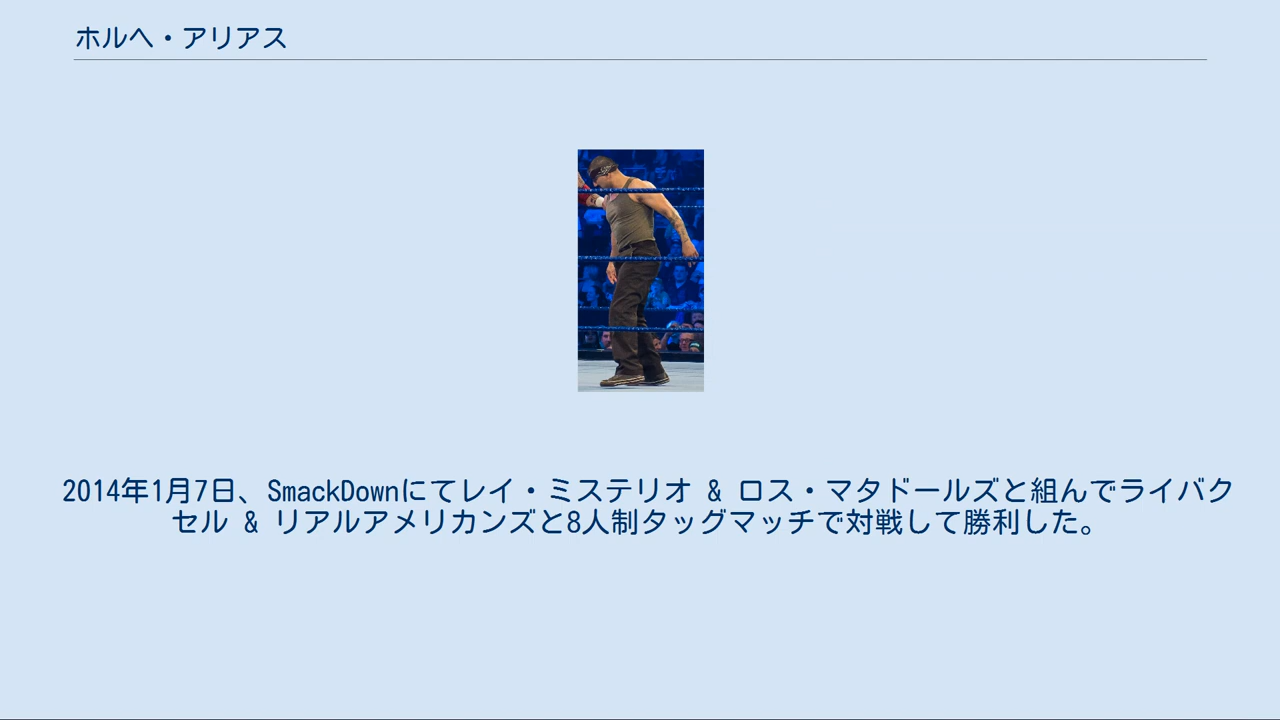 ホルヘ・アリアス
2014年1月7日、SmackDownにてレイ・ミステリオ & ロス・マタドールズと組んでライバク
セル & リアルアメリカンズと8人制タッグマッチで対戦して勝利した。